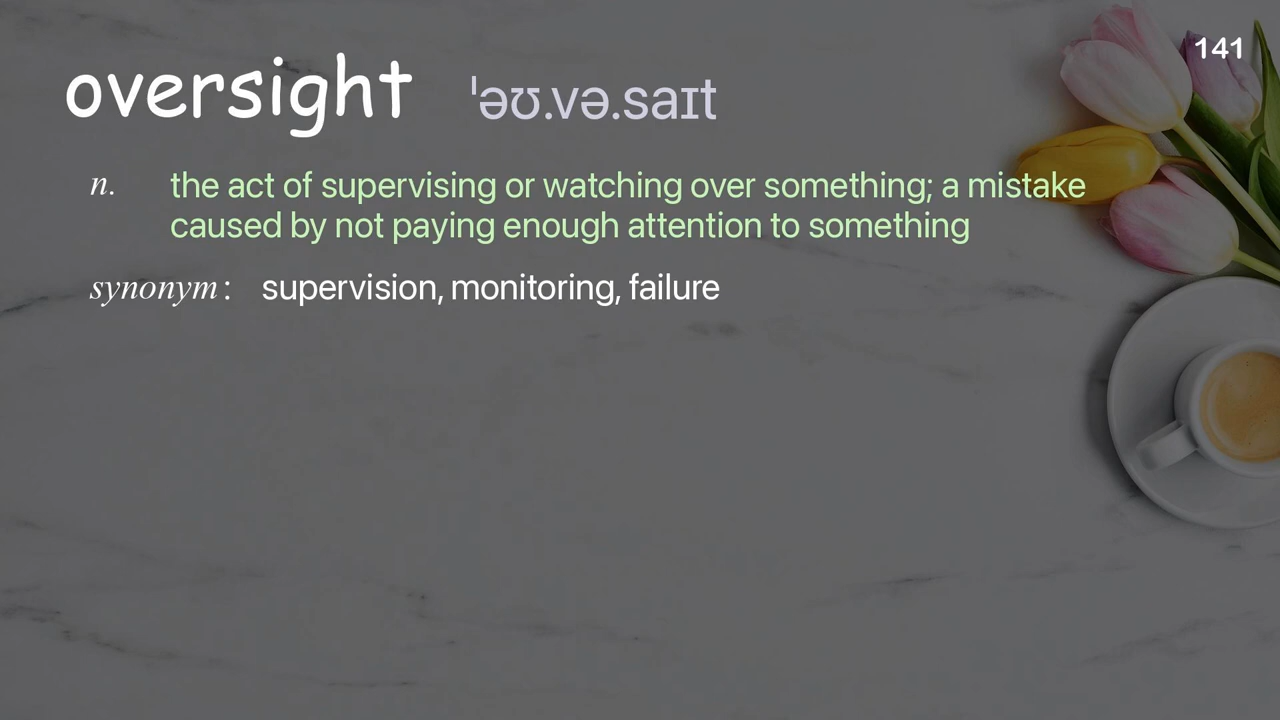 141
oversight ˈəʊ.və.saɪt
n. the act of supervising or watching over something; a mistake
caused by not paying enough attention to something
synonym: supervision, monitoring, failure